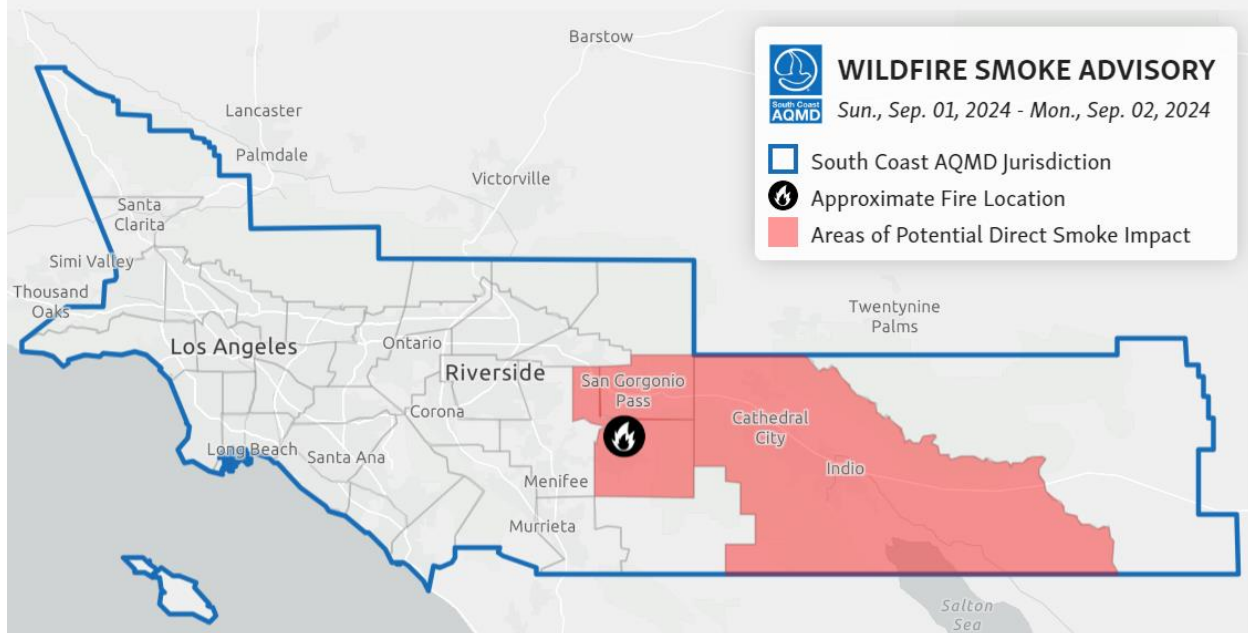 Barstow
South Coast
AQMD
WILDFIRE SMOKE ADVISORY
Sun., Sep. 01, 2024 - Mon., Sep. 02, 2024
South Coast AQMD Jurisdiction
Approximate Fire Location
Areas of Potential Direct Smoke Impact
Lancaster
Palmdale
Victorville
Santa
Clarita
Simi Valley
Thousand
Oaks
Twentynine
Palms
Los Angeles
Ontario
Riverside
San Gorgonio
Pass
Corona
Cathedral
City
Long Beach
Santa Ana
Indio
Menifee
Murrieta
Salton
Sea